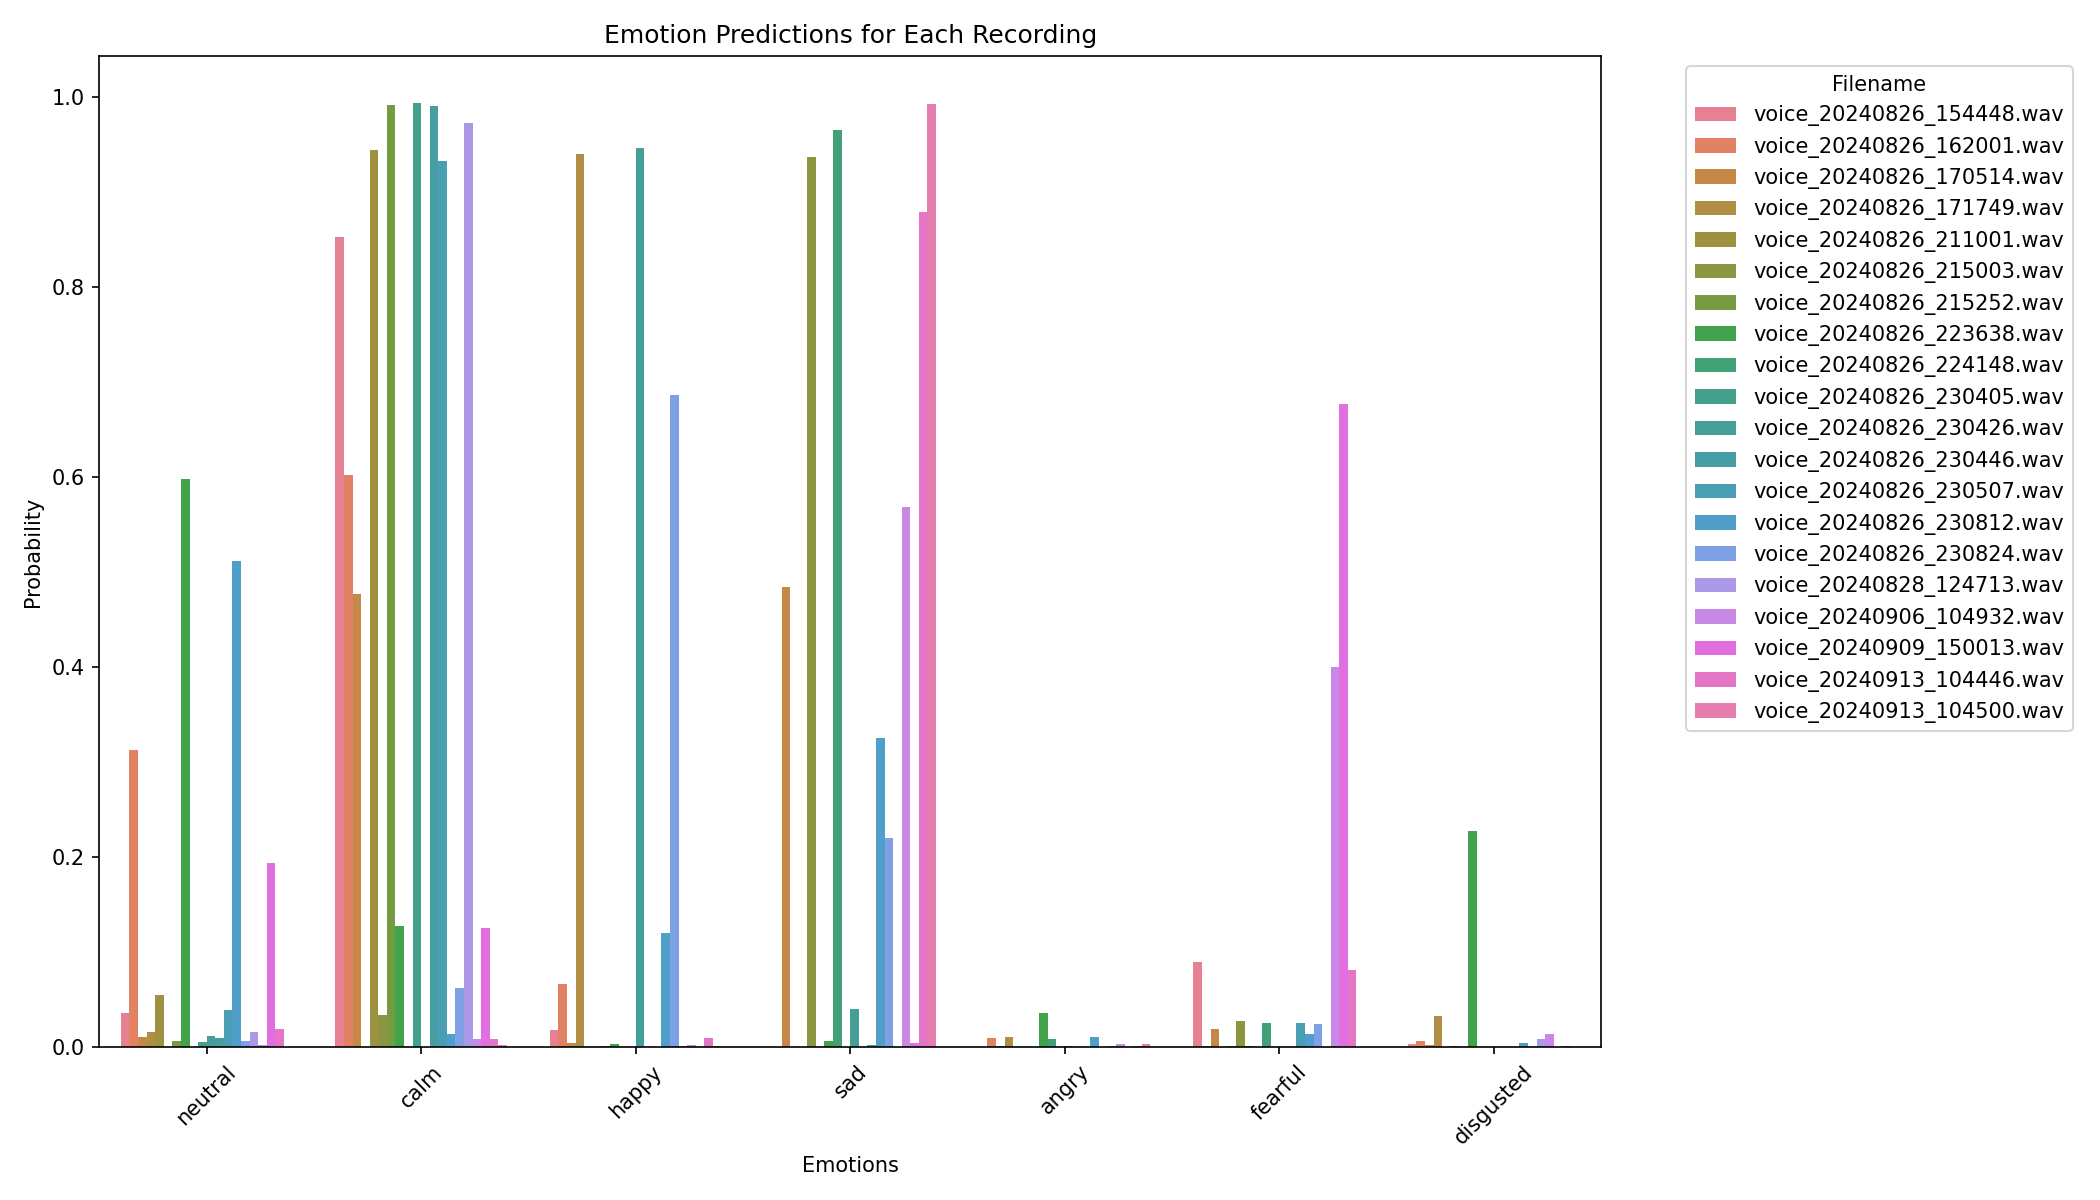 Emotion Predictions for Each Recording
Probability
1.0
0.8
0.6
0.4
0.2
0.0
neutral
calm
happy
sad
angry
fearful
disgusted
Emotions
Filename
voice_20240826_154448.wav
voice_20240826_162001.wav
voice_20240826_170514.wav
voice_20240826_171749.wav
voice_20240826_211001.wav
voice_20240826_215003.wav
voice_20240826_215252.wav
voice_20240826_223638.wav
voice_20240826_224148.wav
voice_20240826_230405.wav
voice_20240826_230426.wav
voice_20240826_230446.wav
voice_20240826_230507.wav
voice_20240826_230812.wav
voice_20240826_230824.wav
voice_20240828_124713.wav
voice_20240906_104932.wav
voice_20240909_150013.wav
voice_20240913_104446.wav
voice_20240913_104500.wav